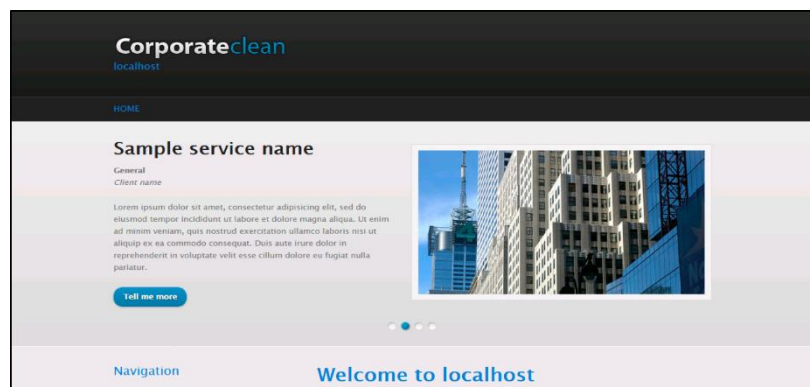 Corporateclean
localhost
HOME
Sample service name
General
Client name
Lorem ipsum dolor sit amet, consectetur adipisicing elit, sed do
eiusmod tempor incididunt ut labore et dolore magna aliqua. Ut enim
ad minim veniam, quis nostrud exercitation ullamco laboris nisi ut
aliquip ex ea commodo consequat. Duis aute irure dolor in
reprehenderit in voluptate velit esse cillum dolore eu fugiat nulla
pariatur.
Tell me more
Navigation
Welcome to localhost